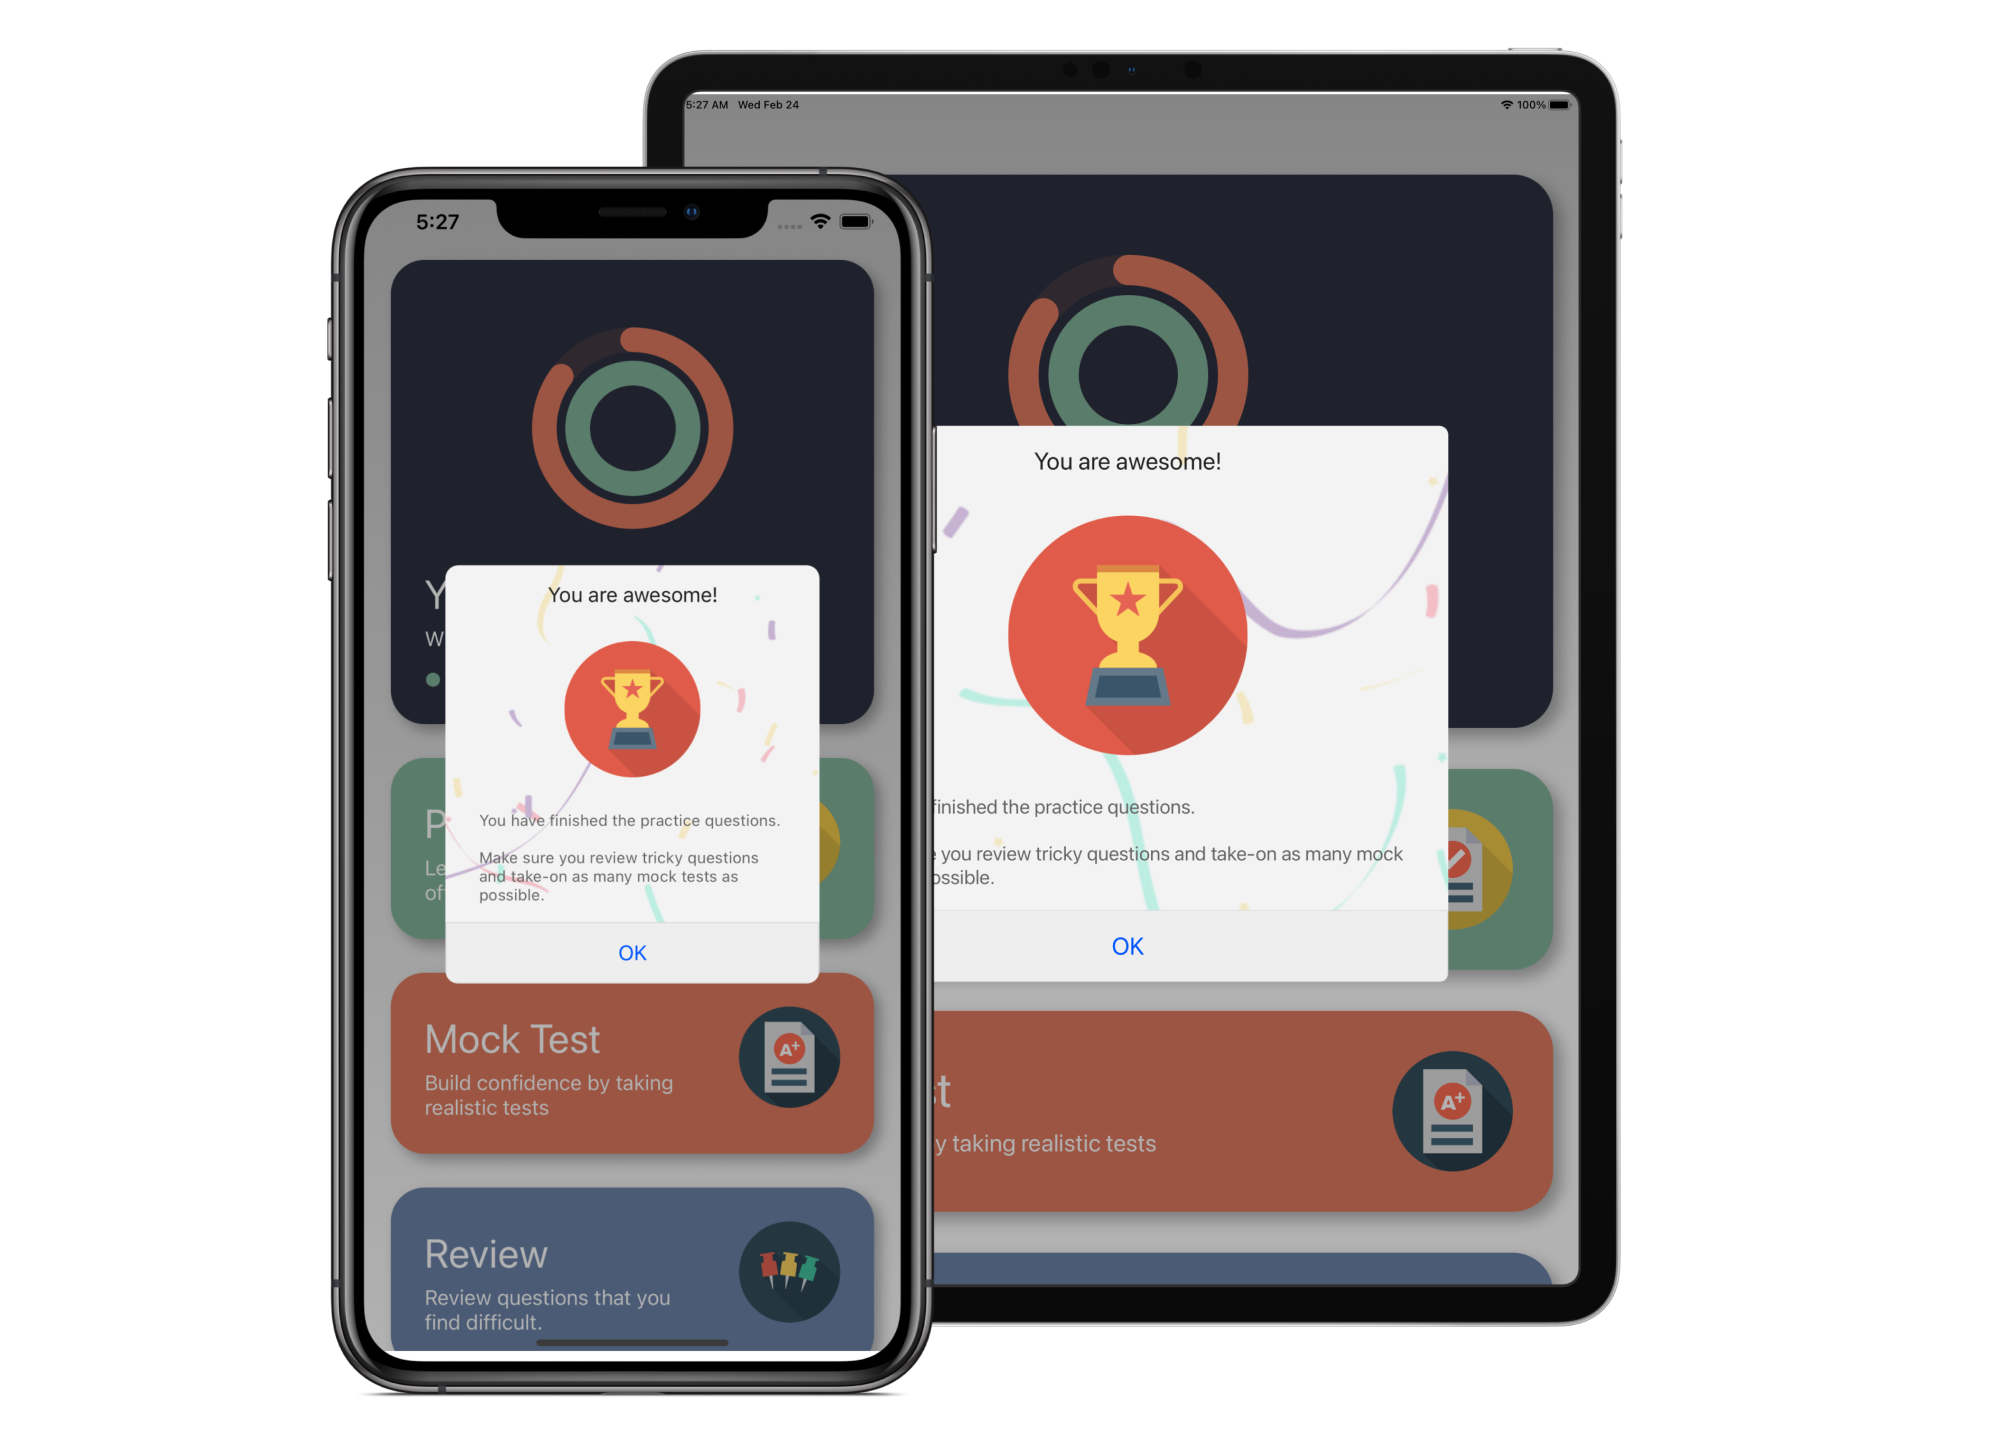 5:27
Y
W
You are awesome!
You have finished the practice questions.
Make sure you review tricky questions
and take-on as many mock tests as
possible.
OK
P
Le
of
Mock Test
Build confidence by taking
realistic tests
A+
Review
Review questions that you
find difficult.
5:27 AM Wed Feb 24
100%
You are awesome!
finished the practice questions.
you review tricky questions and take-on as many mock
ossible.
OK
st
y taking realistic tests
A+